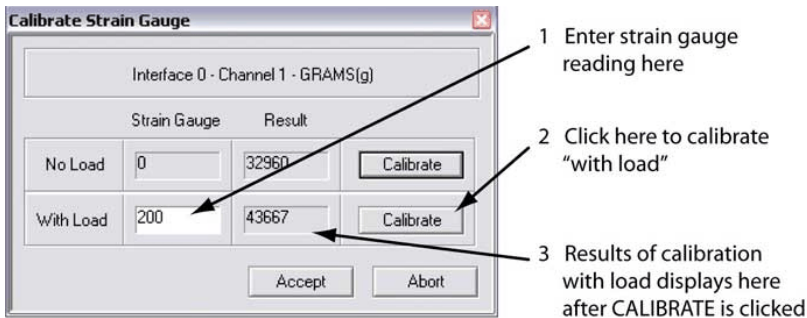 Calibrate Strain Gauge
Interface 0 - Channel 1 - GRAMS(g)
Strain Gauge Result
No Load 0 32960 Calibrate
With Load 200 43667 Calibrate
Accept Abort
1 Enter strain gauge
reading here
2 Click here to calibrate
“with load”
3 Results of calibration
with load displays here
after CALIBRATE is clicked